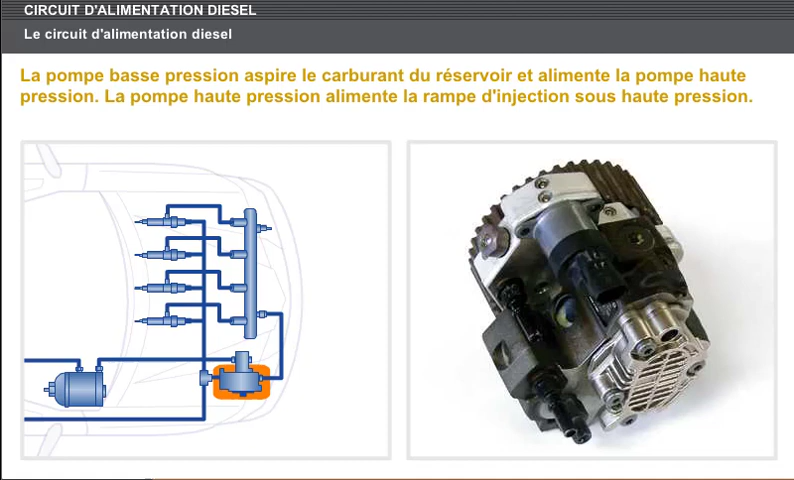 CIRCUIT D'ALIMENTATION DIESEL
Le circuit d'alimentation diesel
La pompe basse pression aspire le carburant du réservoir et alimente la pompe haute
pression. La pompe haute pression alimente la rampe d'injection sous haute pression.